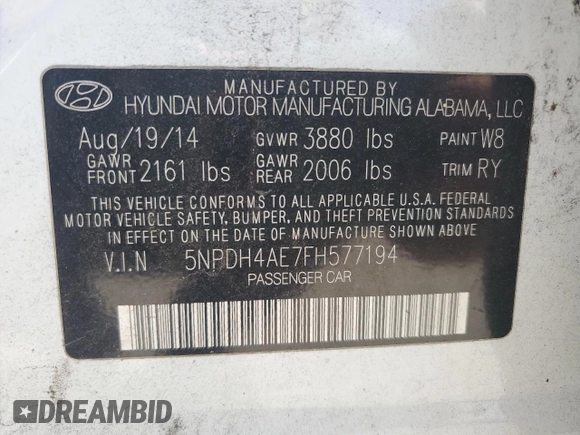 MANUFACTURED BY
HYUNDAI MOTOR MANUFACTURING ALABAMA, LLC
Aug/19/14 GVWR 3880 lbs PAINT W8
GAWR FRONT 2161 lbs GAWR REAR 2006 lbs TRIM RY
THIS VEHICLE CONFORMS TO ALL APPLICABLE U.S.A. FEDERAL
MOTOR VEHICLE SAFETY, BUMPER, AND THEFT PREVENTION
STANDARDS IN EFFECT ON THE DATE OF MANUFACTURE SHOWN
ABOVE.
V.I.N 5NPDH4AE7FH577194
PASSENGER CAR
DREAMBID